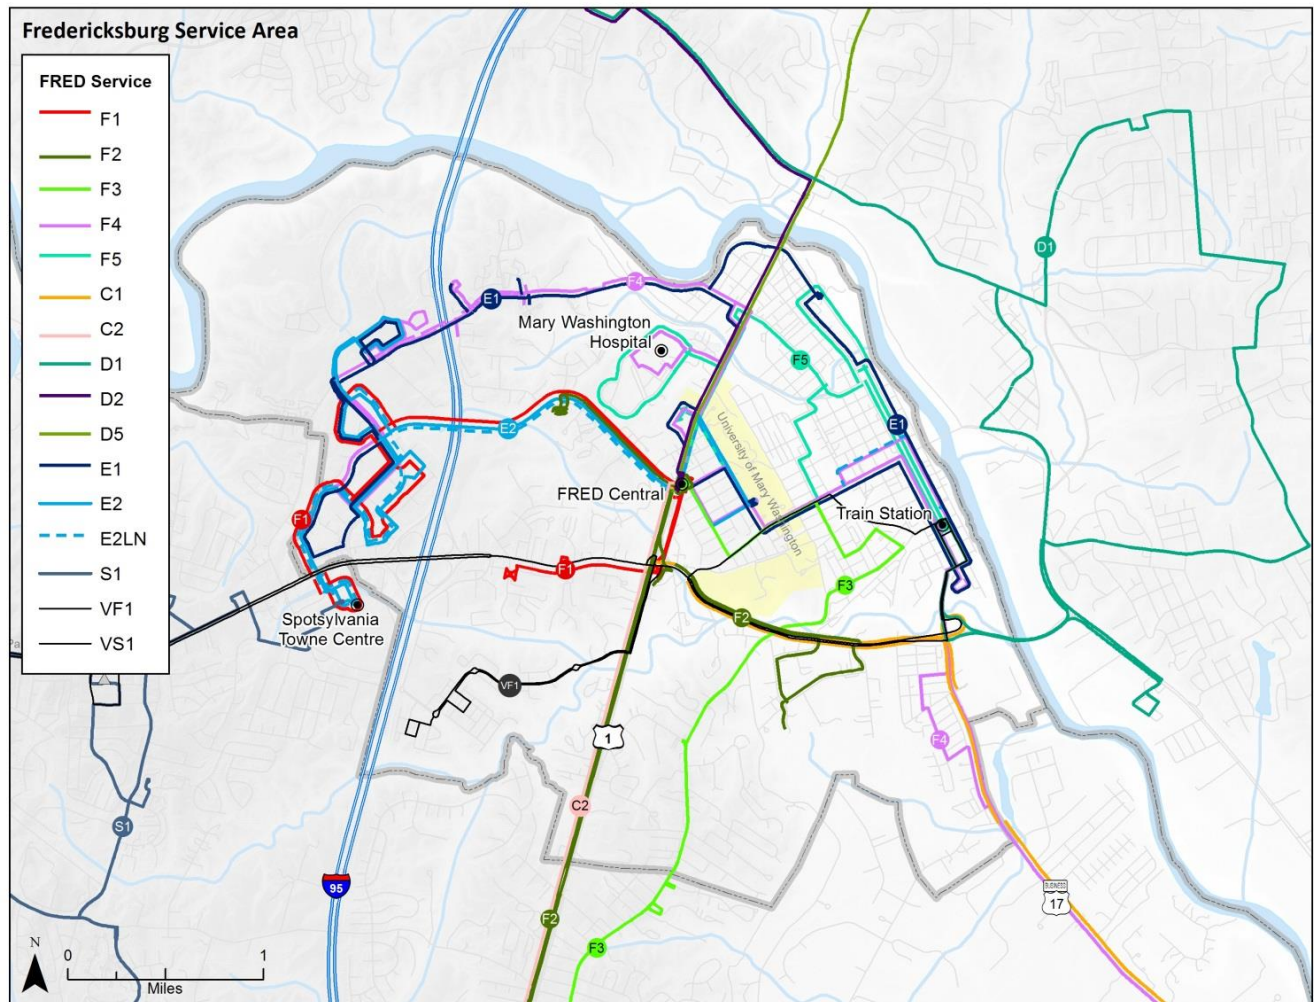 Fredericksburg Service Area
FRED Service
F1
F2
F3
F4
F5
C1
C2
D1
D2
D5
E1
E2
E2LN
S1
VF1
VS1
D1
F4
E1
Mary Washington
Hospital
F5
E2
E1
University of Mary Washington
FRED Central
Train Station
F1
F1
F3
Spotsylvania
Towne Centre
F2
VF1
1
F4
C2
S1
95
BUSINESS
17
F2
F3
N
0
1
Miles